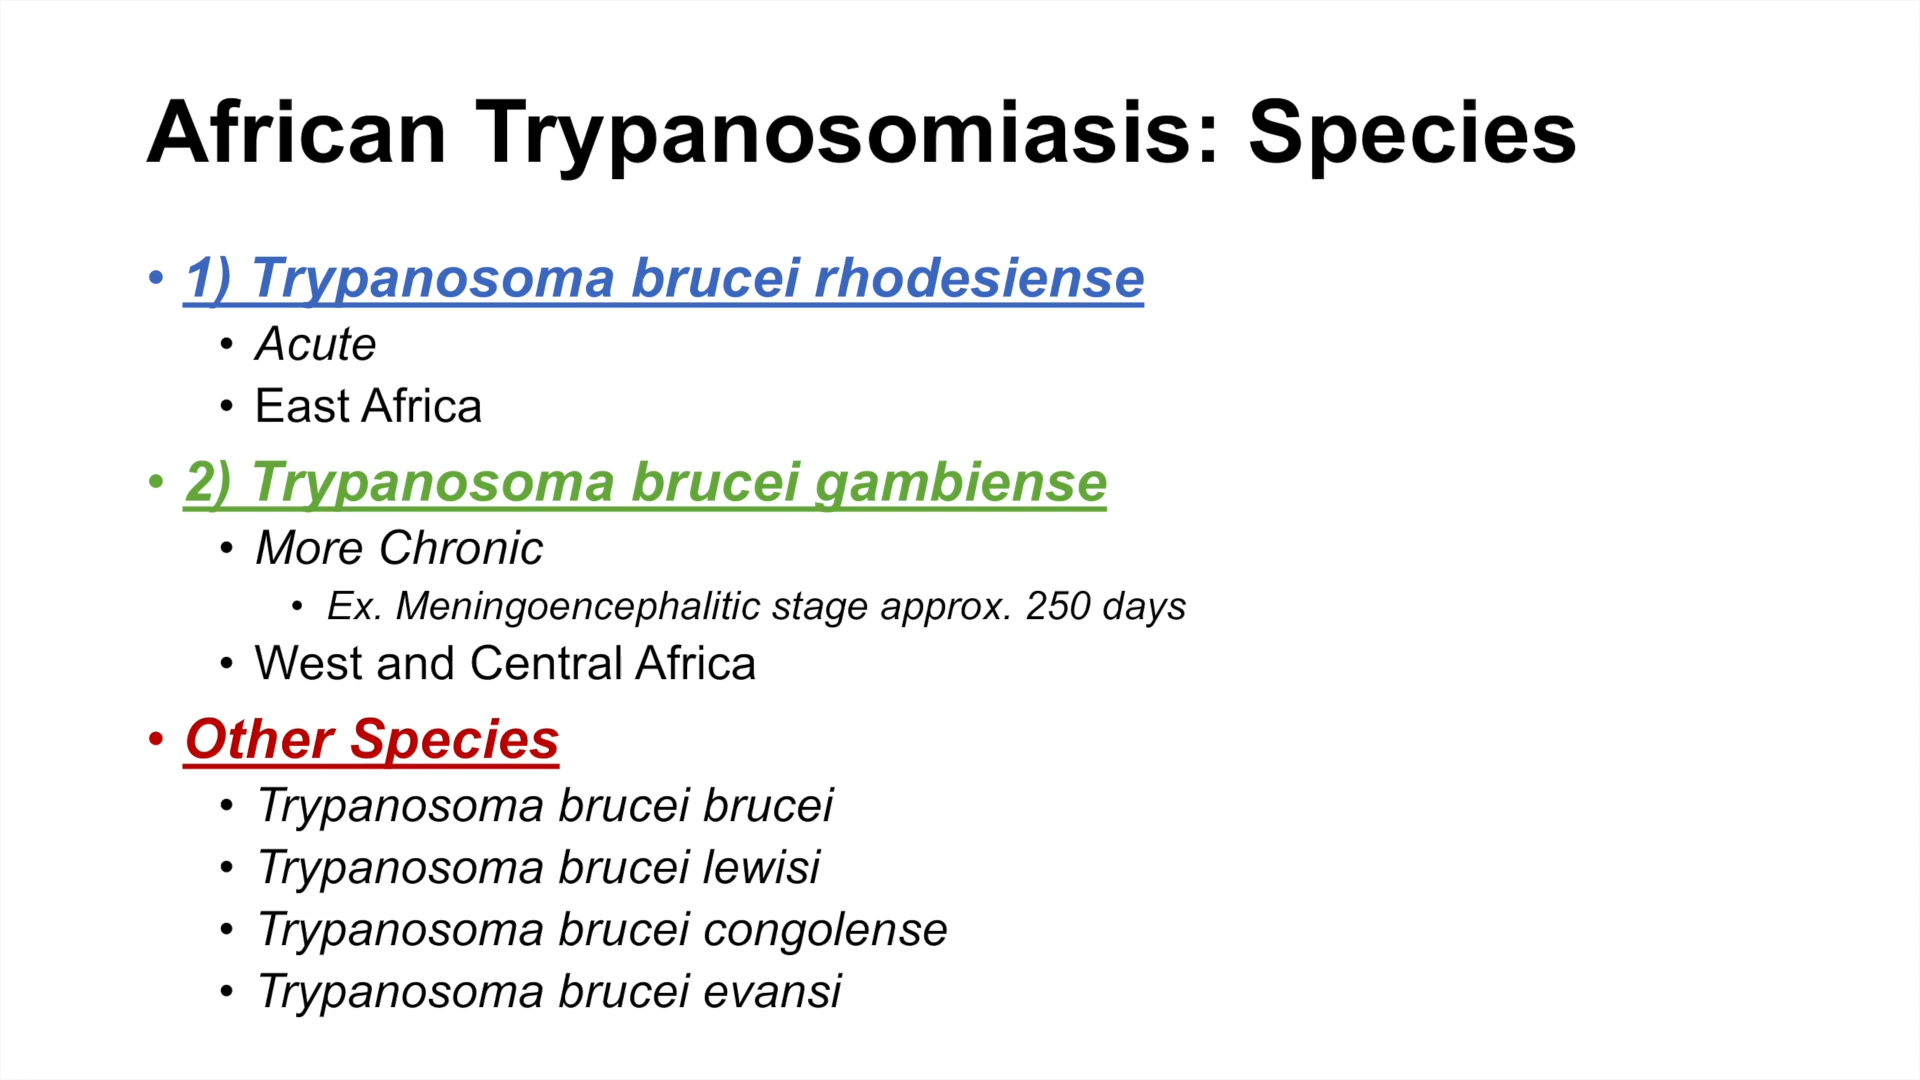 African Trypanosomiasis: Species
• 1) Trypanosoma brucei rhodesiense
• Acute
• East Africa
• 2) Trypanosoma brucei gambiense
• More Chronic
• Ex. Meningoencephalitic stage approx. 250 days
• West and Central Africa
• Other Species
• Trypanosoma brucei brucei
• Trypanosoma brucei lewisi
• Trypanosoma brucei congolense
• Trypanosoma brucei evansi